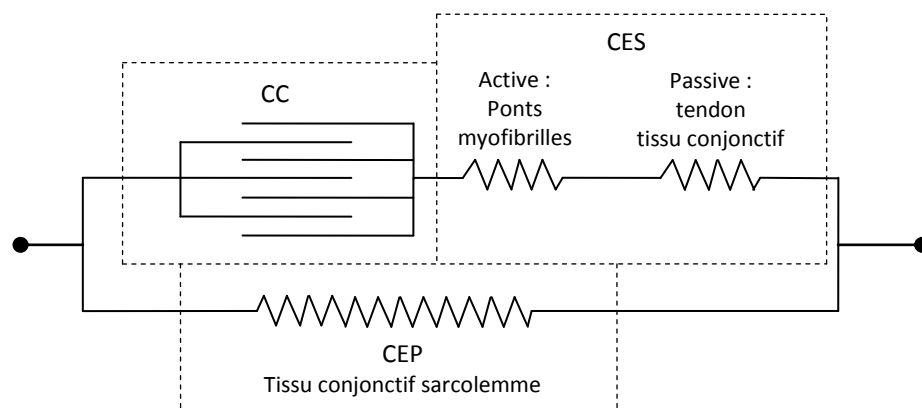 CES
CC
Active :
Ponts
myofibrilles
Passive :
tendon
tissu conjonctif
CEP
Tissu conjonctif sarcolemme